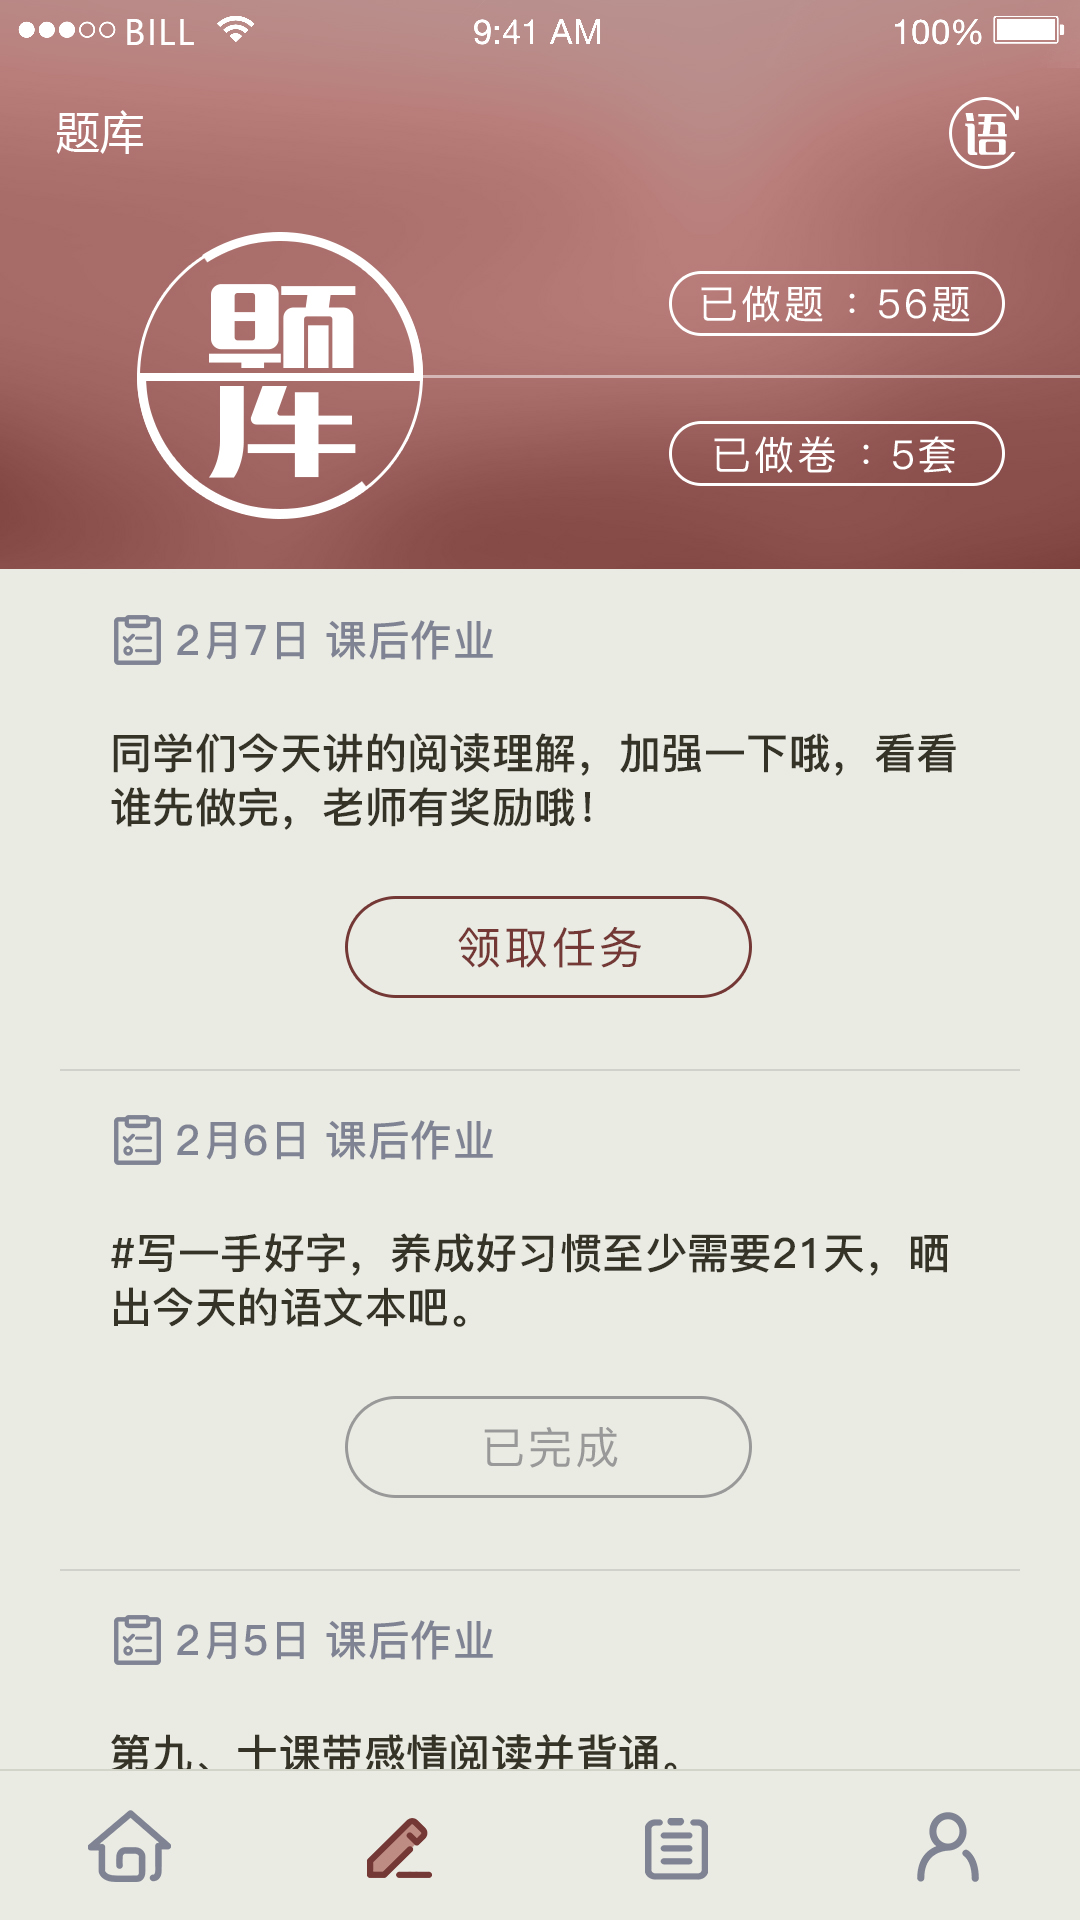 BILL 9:41 AM 100%
题库
语
题库
已做题：56题
已做卷：5套
2月7日 课后作业
同学们今天讲的阅读理解，加强一下哦，看看
谁先做完，老师有奖励哦！
领取任务
2月6日 课后作业
#写一手好字，养成好习惯至少需要21天，晒
出今天的语文本吧。
已完成
2月5日 课后作业
第九、十课带感情阅读并背诵。